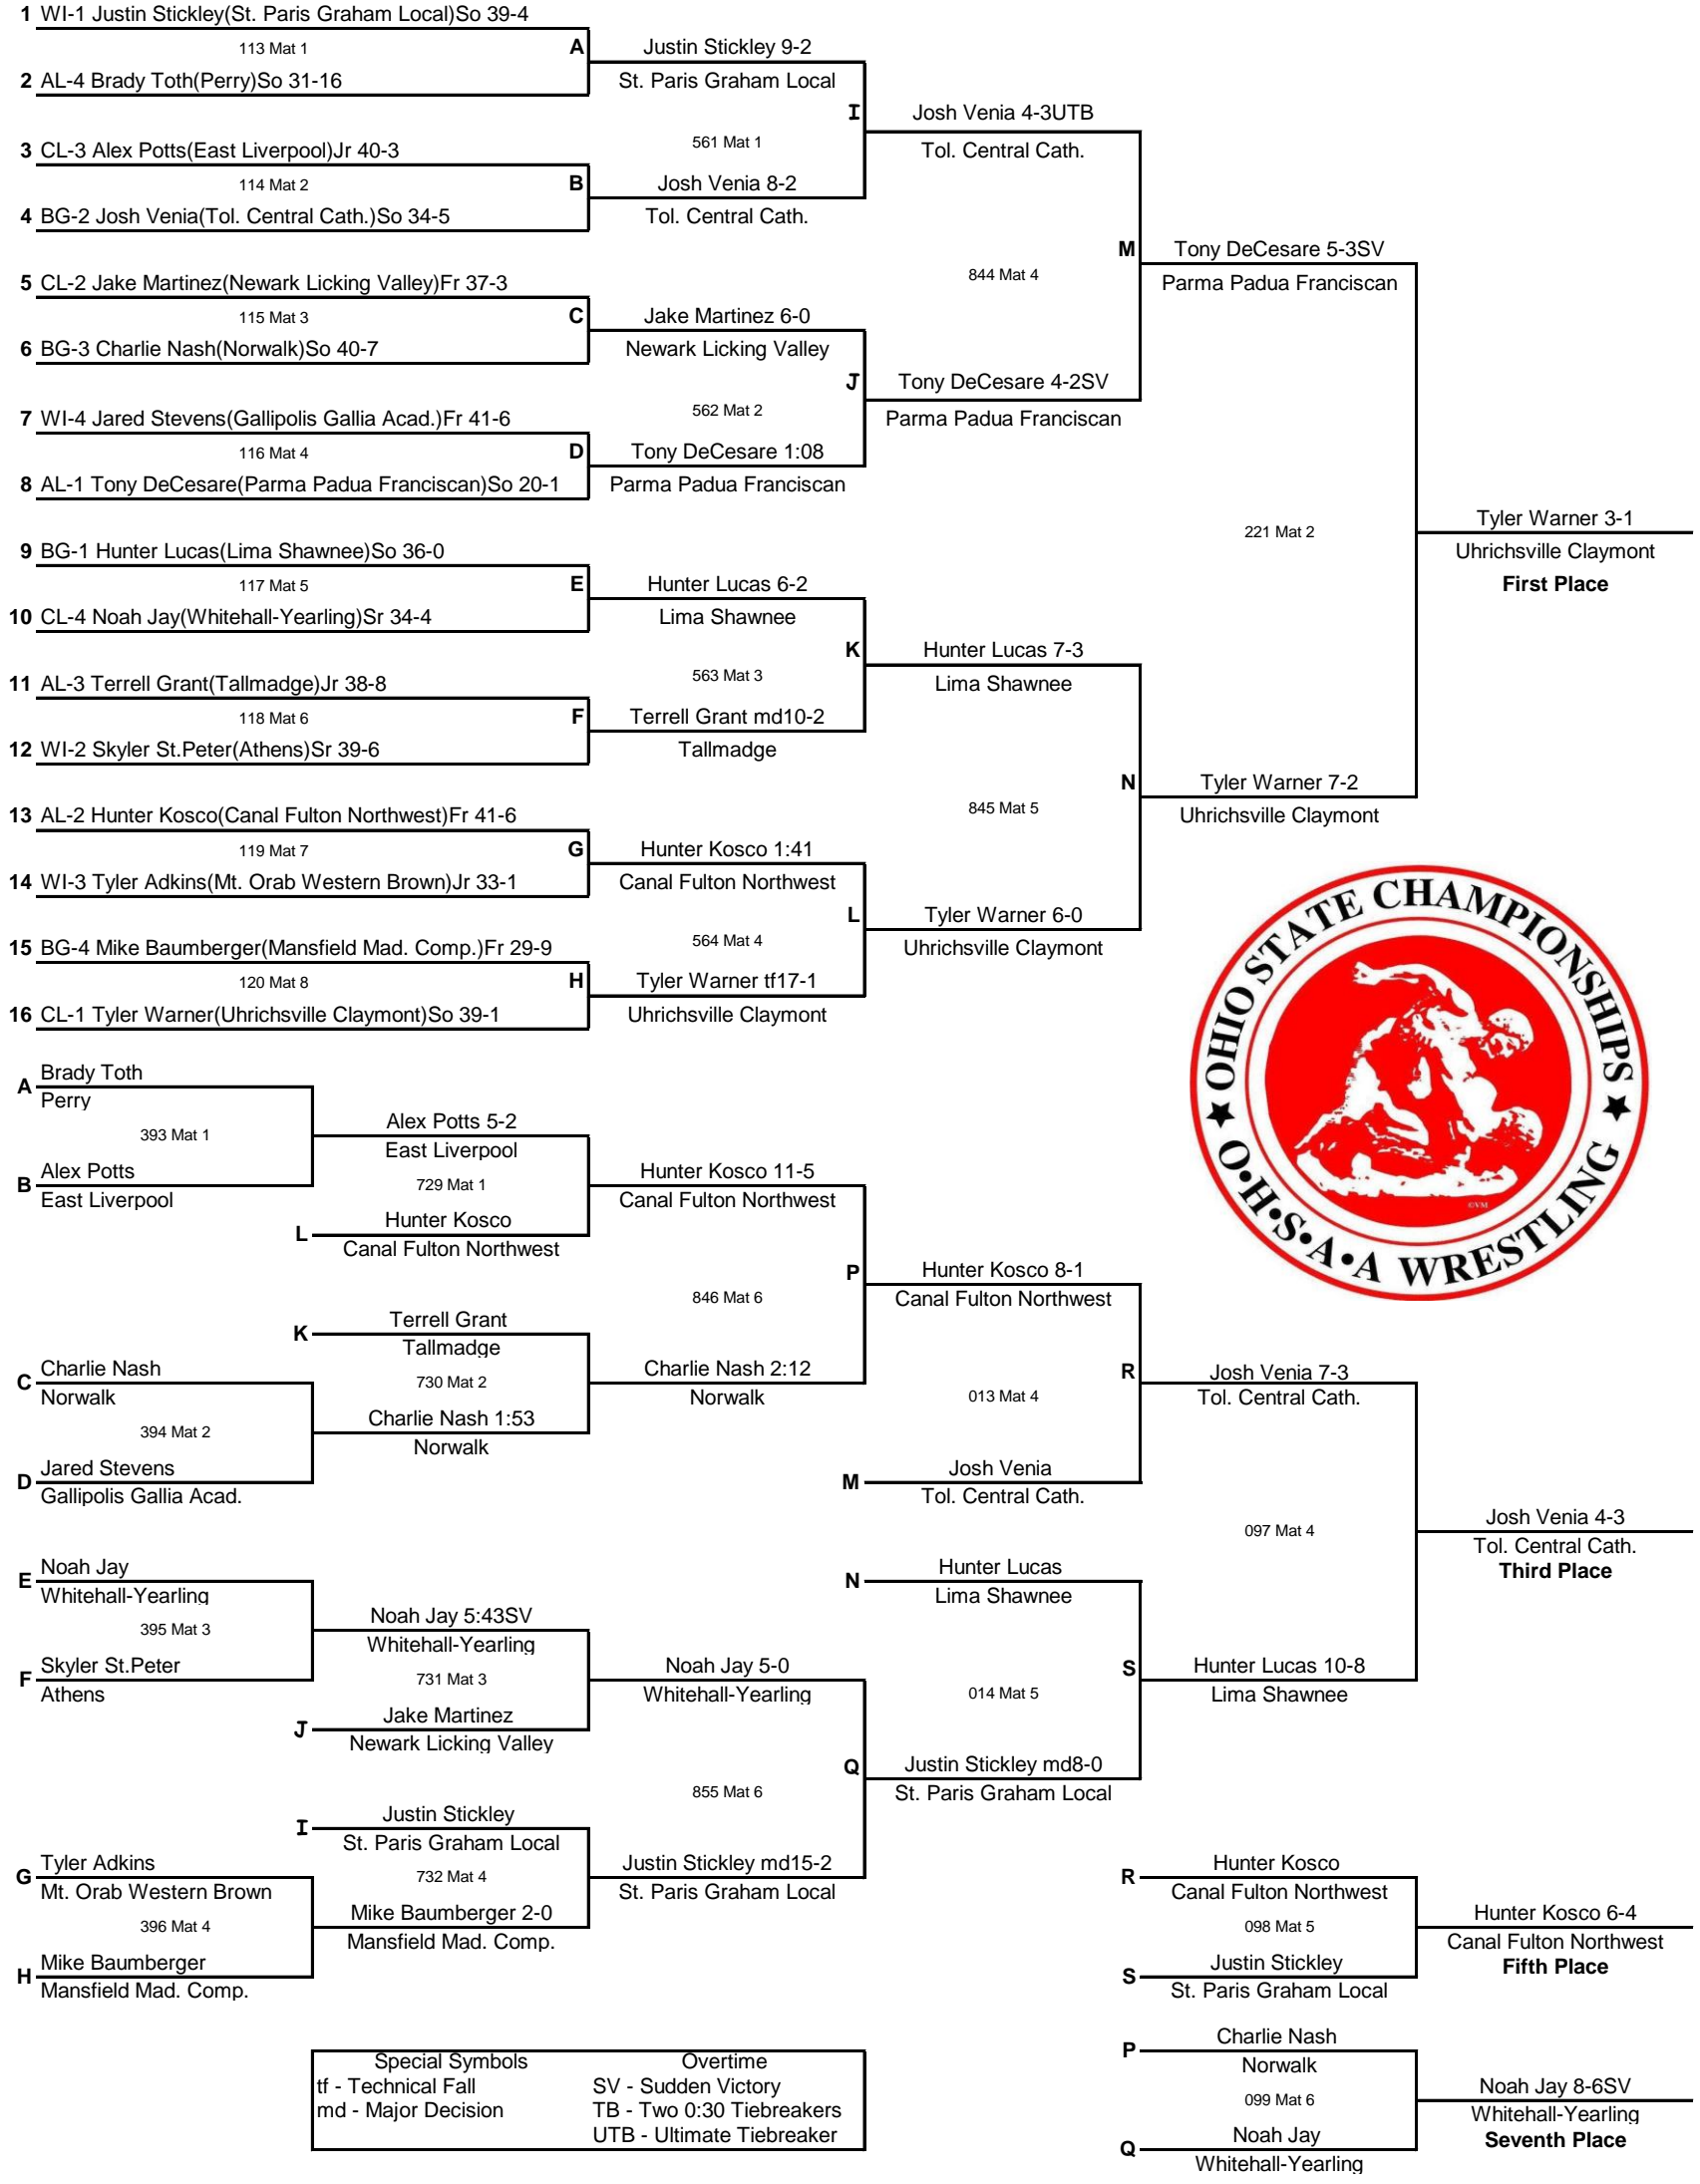 1 WI-1 Justin Stickley(St. Paris Graham Local)So 39-4
113 Mat 1
A
2 AL-4 Brady Toth(Perry)So 31-16
Justin Stickley 9-2
St. Paris Graham Local
3 CL-3 Alex Potts(East Liverpool)Jr 40-3
114 Mat 2
B
4 BG-2 Josh Venia(Tol. Central Cath.)So 34-5
561 Mat 1
I
Josh Venia 8-2
Tol. Central Cath.
Josh Venia 4-3UTB
Tol. Central Cath.
5 CL-2 Jake Martinez(Newark Licking Valley)Fr 37-3
115 Mat 3
C
6 BG-3 Charlie Nash(Norwalk)So 40-7
Jake Martinez 6-0
Newark Licking Valley
844 Mat 4
M
Tony DeCesare 5-3SV
Parma Padua Franciscan
7 WI-4 Jared Stevens(Gallipolis Gallia Acad.)Fr 41-6
116 Mat 4
D
8 AL-1 Tony DeCesare(Parma Padua Franciscan)So 20-1
562 Mat 2
J
Tony DeCesare 1:08
Parma Padua Franciscan
Tony DeCesare 4-2SV
Parma Padua Franciscan
221 Mat 2
Tyler Warner 3-1
Uhrichsville Claymont
First Place
9 BG-1 Hunter Lucas(Lima Shawnee)So 36-0
117 Mat 5
E
10 CL-4 Noah Jay(Whitehall-Yearling)Sr 34-4
Hunter Lucas 6-2
Lima Shawnee
11 AL-3 Terrell Grant(Tallmadge)Jr 38-8
118 Mat 6
F
12 WI-2 Skyler St.Peter(Athens)Sr 39-6
563 Mat 3
K
Terrell Grant md10-2
Tallmadge
Hunter Lucas 7-3
Lima Shawnee
13 AL-2 Hunter Kosco(Canal Fulton Northwest)Fr 41-6
119 Mat 7
G
14 WI-3 Tyler Adkins(Mt. Orab Western Brown)Jr 33-1
Hunter Kosco 1:41
Canal Fulton Northwest
845 Mat 5
N
Tyler Warner 7-2
Uhrichsville Claymont
15 BG-4 Mike Baumberger(Mansfield Mad. Comp.)Fr 29-9
120 Mat 8
H
16 CL-1 Tyler Warner(Uhrichsville Claymont)So 39-1
564 Mat 4
L
Tyler Warner tf17-1
Uhrichsville Claymont
Tyler Warner 6-0
Uhrichsville Claymont
OHIO STATE CHAMPIONSHIPS
★ O•H•S•A•A WRESTLING ★
©VM
A
Brady Toth
Perry
393 Mat 1
B
Alex Potts
East Liverpool
Alex Potts 5-2
East Liverpool
729 Mat 1
L
Hunter Kosco
Canal Fulton Northwest
Hunter Kosco 11-5
Canal Fulton Northwest
846 Mat 6
P
Hunter Kosco 8-1
Canal Fulton Northwest
K
Terrell Grant
Tallmadge
730 Mat 2
C
Charlie Nash
Norwalk
394 Mat 2
D
Jared Stevens
Gallipolis Gallia Acad.
Charlie Nash 1:53
Norwalk
Charlie Nash 2:12
Norwalk
013 Mat 4
R
M
Josh Venia
Tol. Central Cath.
Josh Venia 7-3
Tol. Central Cath.
097 Mat 4
Josh Venia 4-3
Tol. Central Cath.
Third Place
E
Noah Jay
Whitehall-Yearling
395 Mat 3
F
Skyler St.Peter
Athens
Noah Jay 5:43SV
Whitehall-Yearling
731 Mat 3
J
Jake Martinez
Newark Licking Valley
Noah Jay 5-0
Whitehall-Yearling
N
Hunter Lucas
Lima Shawnee
014 Mat 5
S
Hunter Lucas 10-8
Lima Shawnee
855 Mat 6
Q
Justin Stickley md8-0
St. Paris Graham Local
I
Justin Stickley
St. Paris Graham Local
732 Mat 4
G
Tyler Adkins
Mt. Orab Western Brown
396 Mat 4
H
Mike Baumberger
Mansfield Mad. Comp.
Mike Baumberger 2-0
Mansfield Mad. Comp.
Justin Stickley md15-2
St. Paris Graham Local
R
Hunter Kosco
Canal Fulton Northwest
098 Mat 5
S
Justin Stickley
St. Paris Graham Local
Hunter Kosco 6-4
Canal Fulton Northwest
Fifth Place
P
Charlie Nash
Norwalk
099 Mat 6
Q
Noah Jay
Whitehall-Yearling
Noah Jay 8-6SV
Whitehall-Yearling
Seventh Place
Special Symbols Overtime
tf - Technical Fall SV - Sudden Victory
md - Major Decision TB - Two 0:30 Tiebreakers
UTB - Ultimate Tiebreaker